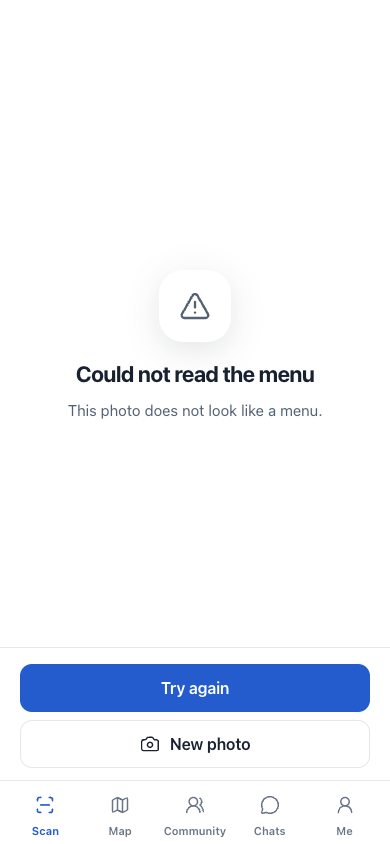 Could not read the menu
This photo does not look like a menu.
Try again
New photo
Scan
Map
Community
Chats
Me